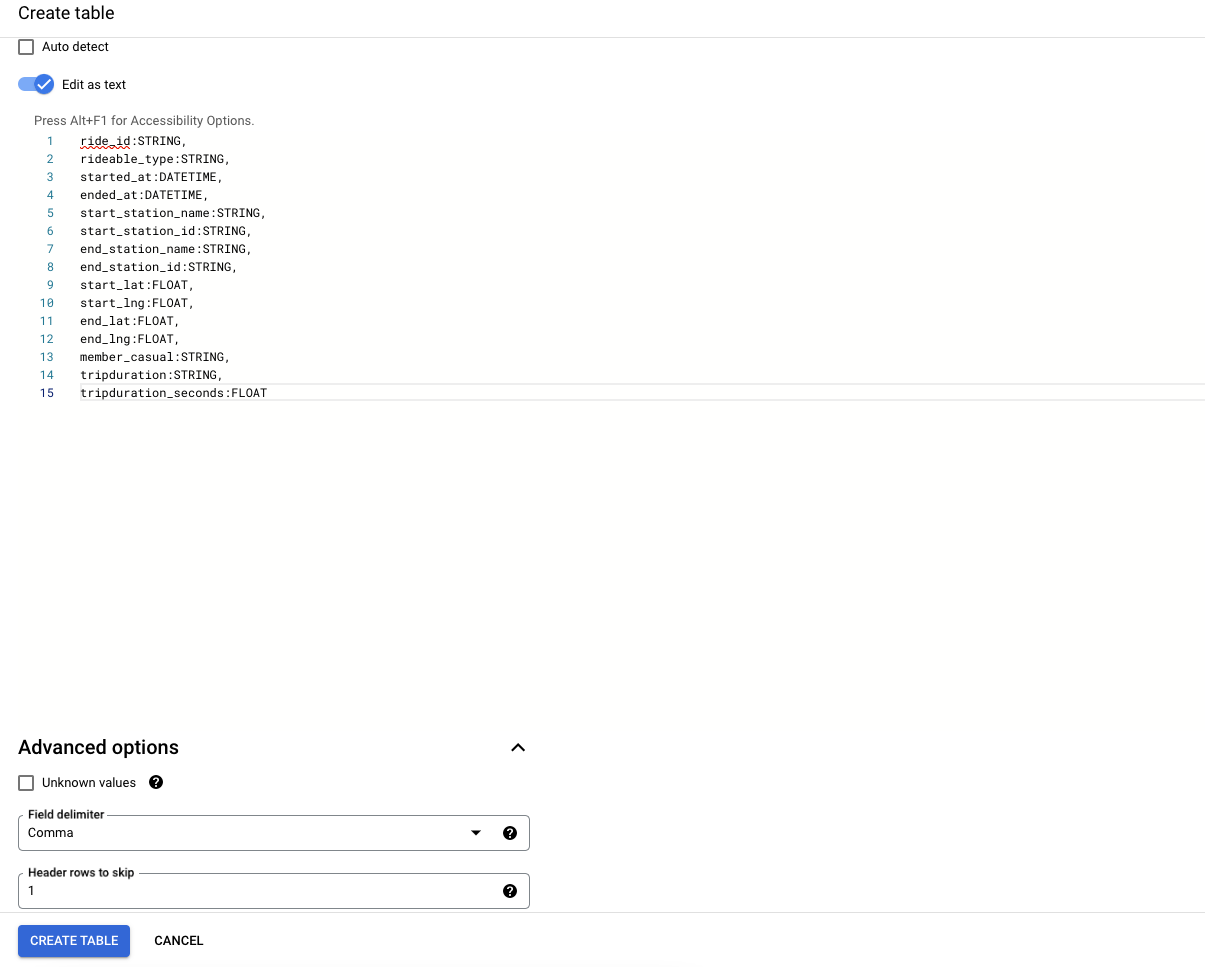 Create table
Auto detect
Edit as text
Press Alt+F1 for Accessibility Options.
1 ride_id:STRING,
2 rideable_type:STRING,
3 started_at:DATETIME,
4 ended_at:DATETIME,
5 start_station_name:STRING,
6 start_station_id:STRING,
7 end_station_name:STRING,
8 end_station_id:STRING,
9 start_lat:FLOAT,
10 start_lng:FLOAT,
11 end_lat:FLOAT,
12 end_lng:FLOAT,
13 member_casual:STRING,
14 tripduration:STRING,
15 tripduration_seconds:FLOAT
Advanced options
Unknown values ?
Field delimiter
Comma ?
Header rows to skip
1 ?
CREATE TABLE CANCEL